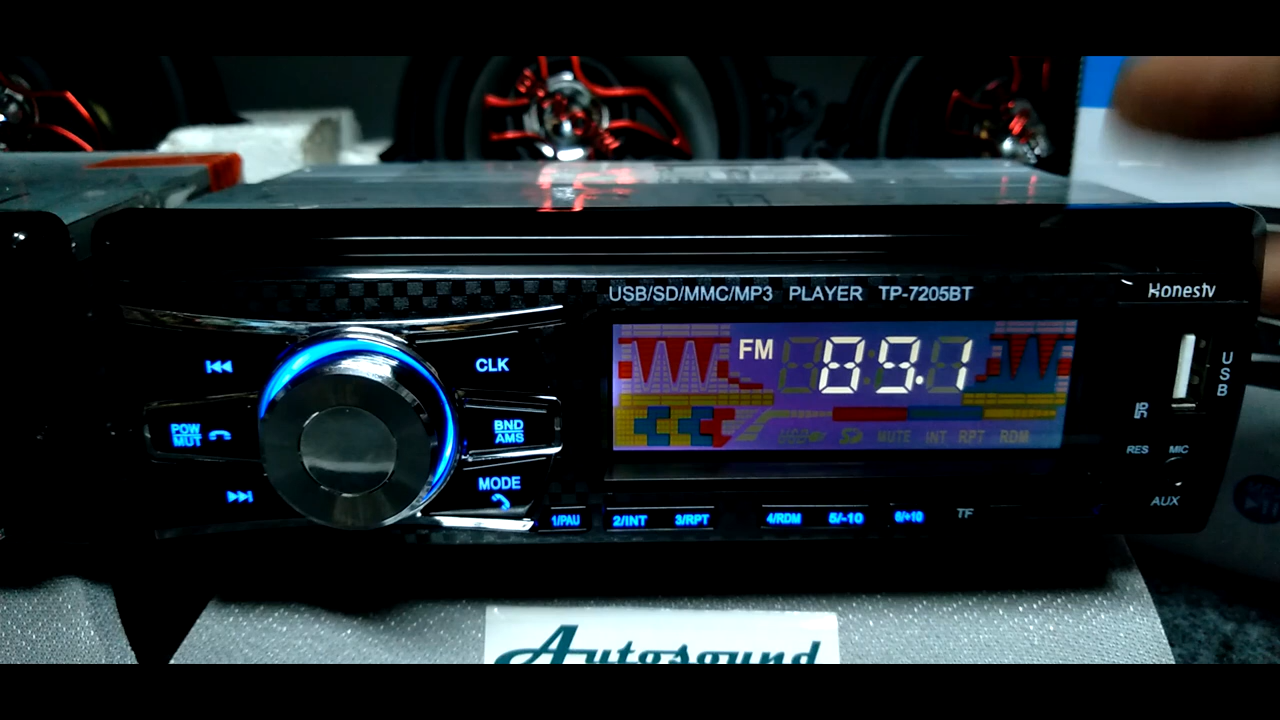 USB/SD/MMC/MP3 PLAYER TP-7205BT
Honestv
CLK
FM 89.1
USB
POW
MUT
BND
AMS
IR
MUTE INT RPT RDM
RES MIC
MODE
AUX
1/PAU 2/INT 3/RPT 4/RDM 5/-10 6/+10 TF
Autosound